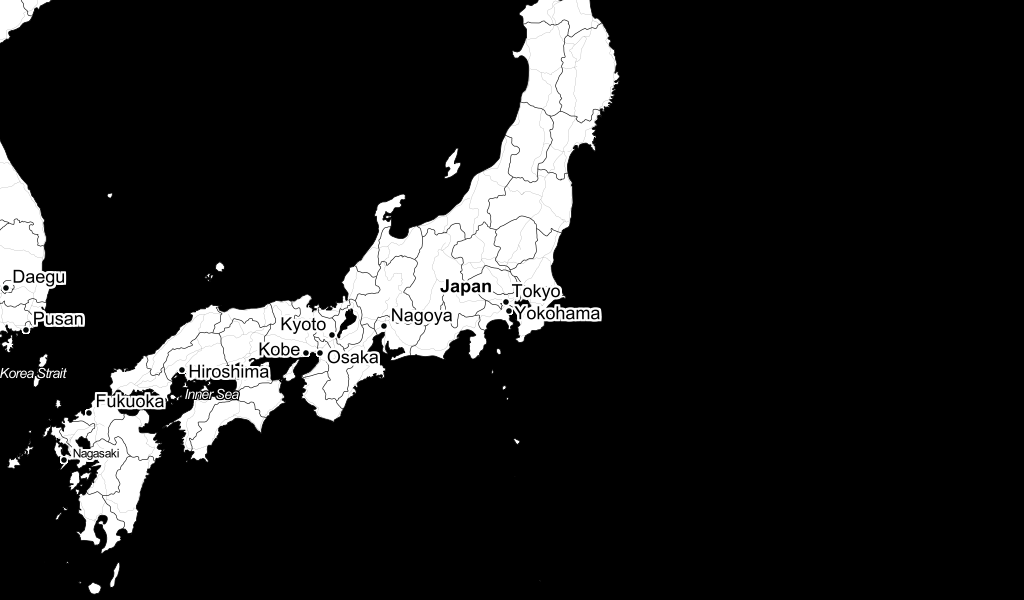 Daegu
Japan
Tokyo
Yokohama
Pusan
Nagoya
Kyoto
Kobe
Osaka
Korea Strait
Hiroshima
Inner Sea
Fukuoka
Nagasaki